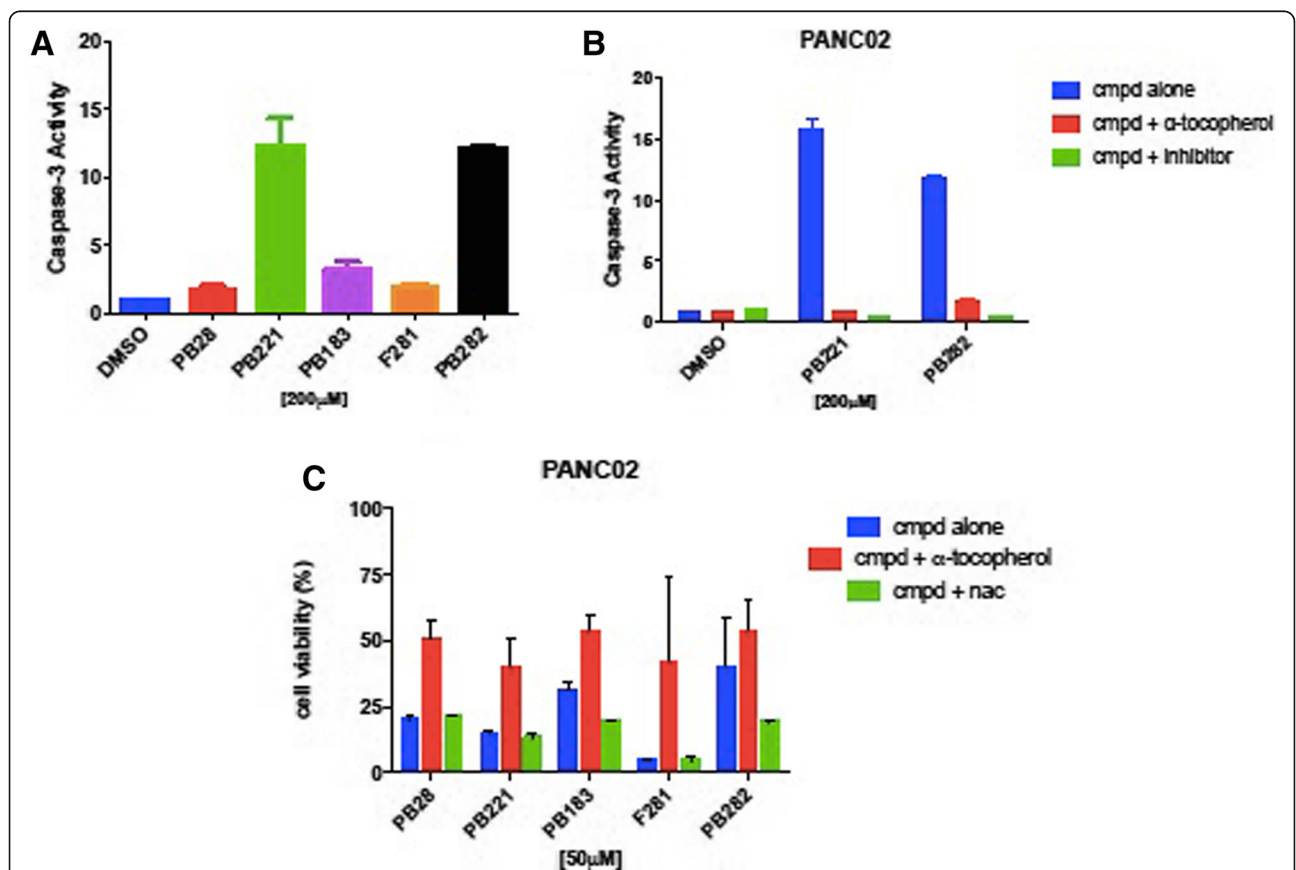 A
20
15
10
5
0
Caspase-3 Activity
DMSO
PB28
PB221
PB183
F281
PB282
[200μM]
B
PANC02
20
15
10
5
0
Caspase-3 Activity
DMSO
PB221
PB282
[200μM]
cmpd alone
cmpd + α-tocopherol
cmpd + inhibitor
C
PANC02
100
75
50
25
0
cell viability (%)
PB28
PB221
PB183
F281
PB282
[50μM]
cmpd alone
cmpd + α-tocopherol
cmpd + nac